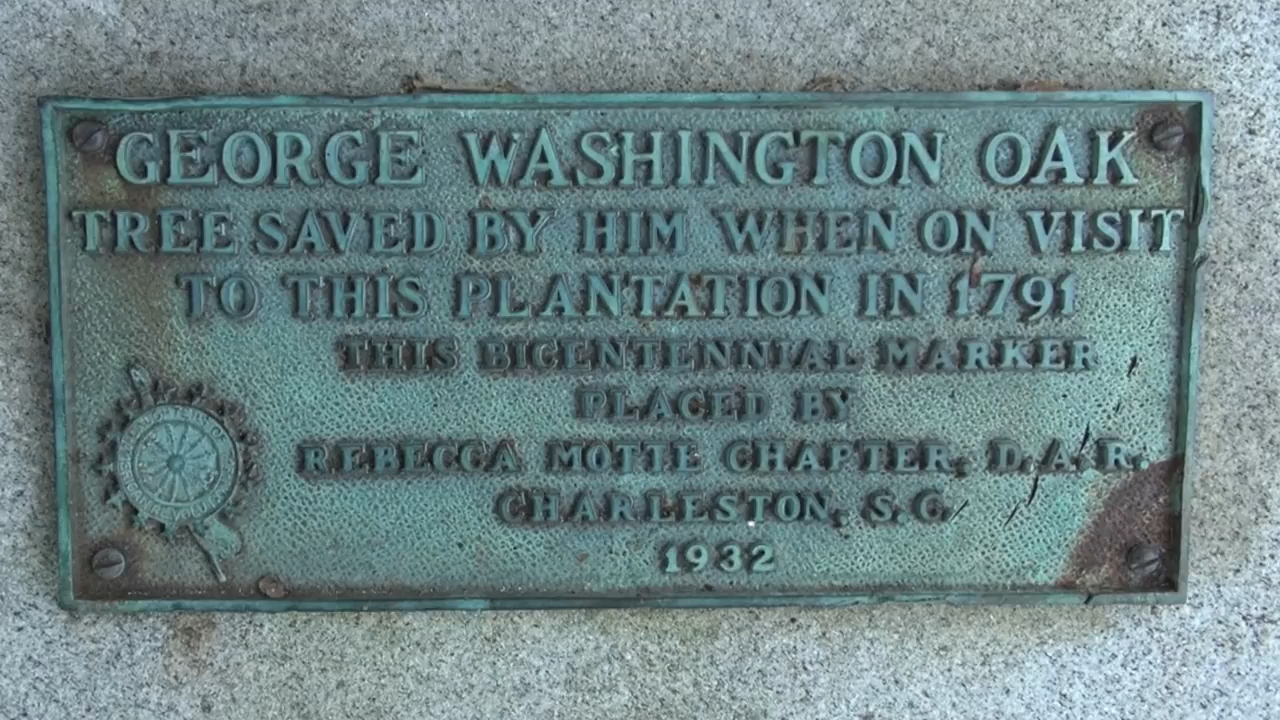 GEORGE WASHINGTON OAK
TREE SAVED BY HIM WHEN ON VISIT
TO THIS PLANTATION IN 1791
THIS BICENTENNIAL MARKER
PLACED BY
REBECCA MOTTE CHAPTER, D.A.R.
CHARLESTON, S.C.
1932